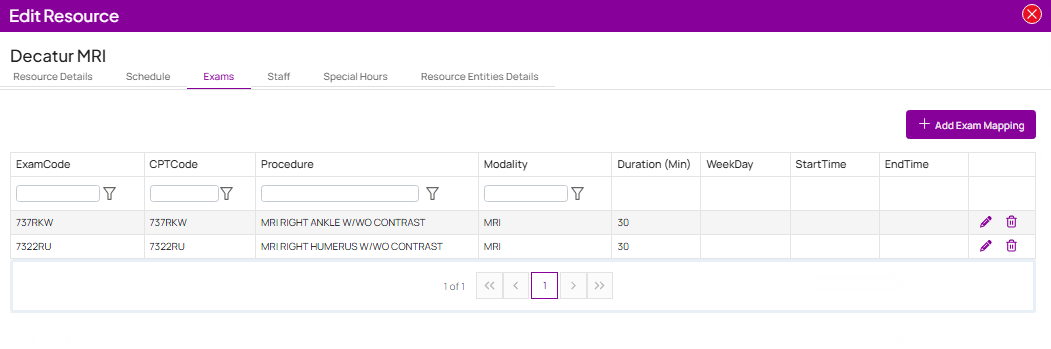 Edit Resource
Decatur MRI
Resource Details Schedule Exams Staff Special Hours Resource Entities Details
Add Exam Mapping
ExamCode CPTCode Procedure Modality Duration (Min) WeekDay StartTime EndTime
737RKW 737RKW MRI RIGHT ANKLE W/WO CONTRAST MRI 30
7322RU 7322RU MRI RIGHT HUMERUS W/WO CONTRAST MRI 30
1 of 1 1